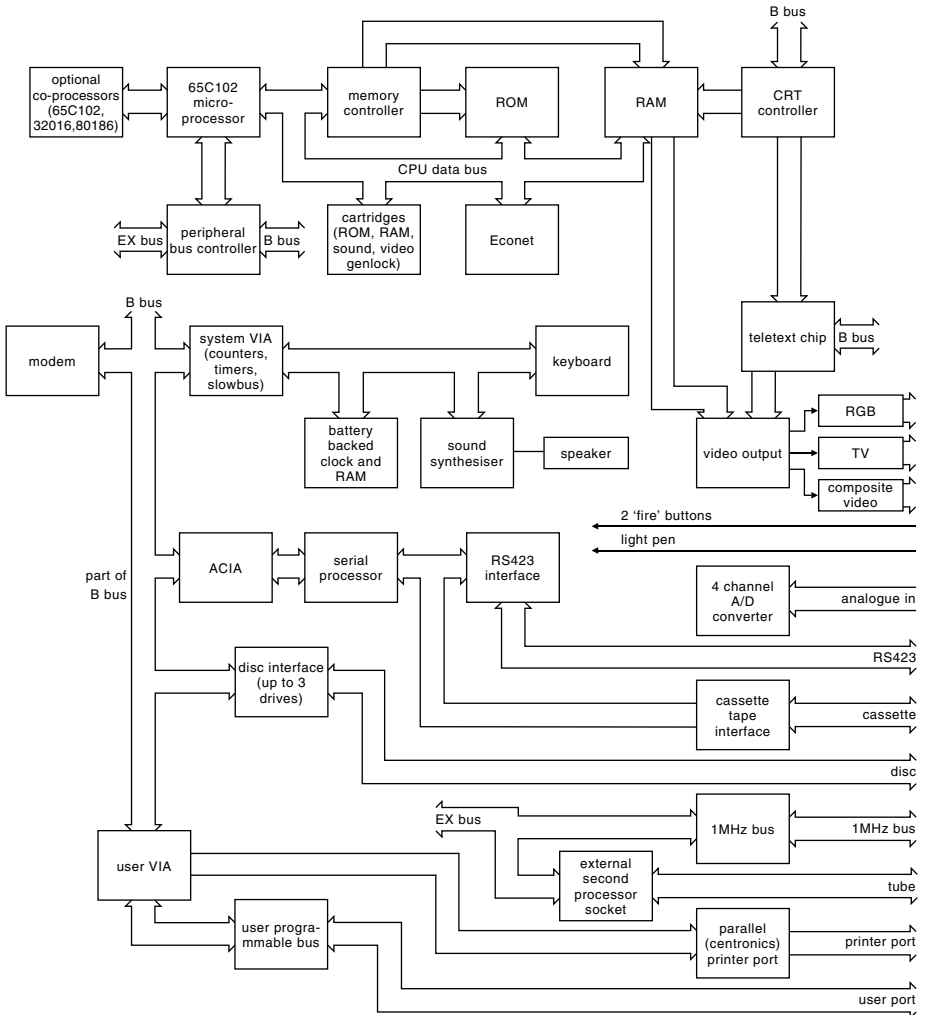 B bus
optional
co-processors
(65C102,
32016,80186)
65C102
micro-
processor
memory
controller
ROM
RAM
CRT
controller
CPU data bus
EX bus
peripheral
bus controller
B bus
cartridges
(ROM, RAM,
sound, video
genlock)
Econet
B bus
modem
system VIA
(counters,
timers,
slowbus)
keyboard
teletext chip
B bus
battery
backed
clock and
RAM
sound
synthesiser
speaker
video output
RGB
TV
composite
video
2 ‘fire’ buttons
light pen
part of
B bus
ACIA
serial
processor
RS423
interface
4 channel
A/D
converter
analogue in
RS423
disc interface
(up to 3
drives)
cassette
tape
interface
cassette
disc
EX bus
1MHz bus
1MHz bus
user VIA
external
second
processor
socket
tube
user progra-
mmable bus
parallel
(centronics)
printer port
printer port
user port